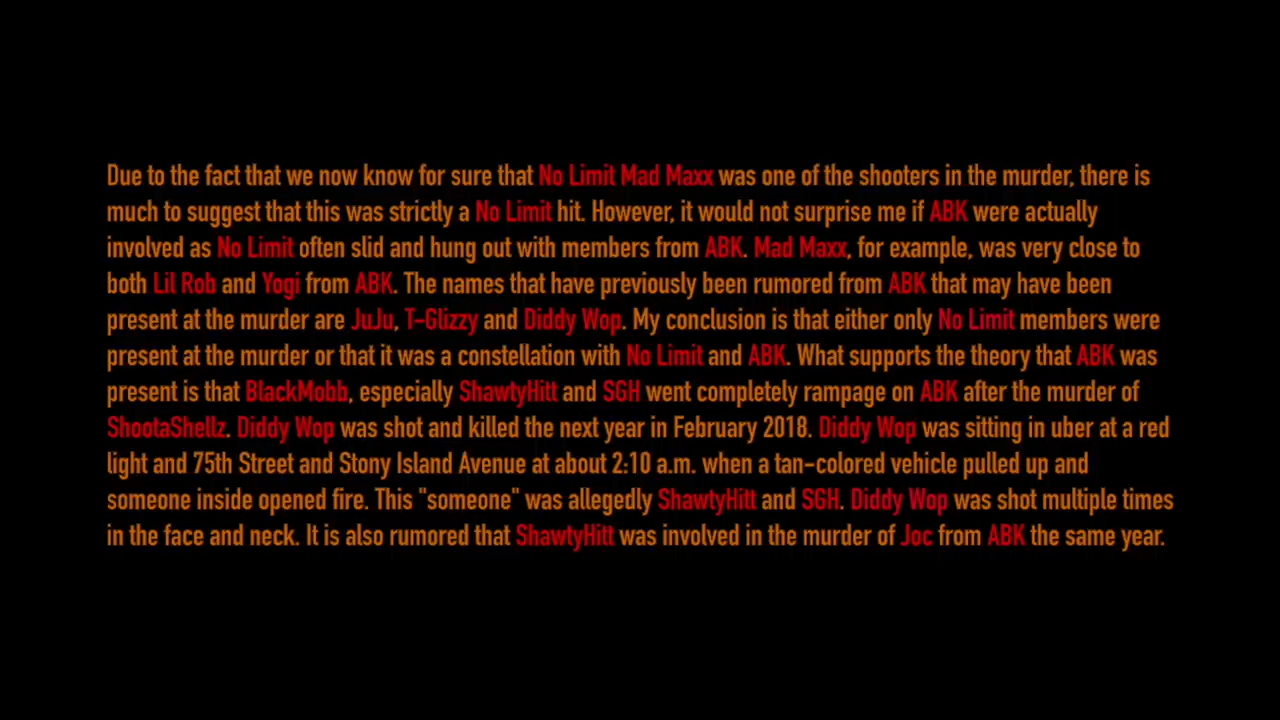 Due to the fact that we now know for sure that No Limit Mad Maxx was one of the shooters in the murder, there is
much to suggest that this was strictly a No Limit hit. However, it would not surprise me if ABK were actually
involved as No Limit often slid and hung out with members from ABK. Mad Maxx, for example, was very close to
both Lil Rob and Yogi from ABK. The names that have previously been rumored from ABK that may have been
present at the murder are JuJu, T-Glizzy and Diddy Wop. My conclusion is that either only No Limit members were
present at the murder or that it was a constellation with No Limit and ABK. What supports the theory that ABK was
present is that BlackMobb, especially ShawtyHitt and SGH went completely rampage on ABK after the murder of
ShootaShellz. Diddy Wop was shot and killed the next year in February 2018. Diddy Wop was sitting in uber at a red
light and 75th Street and Stony Island Avenue at about 2:10 a.m. when a tan-colored vehicle pulled up and
someone inside opened fire. This "someone" was allegedly ShawtyHitt and SGH. Diddy Wop was shot multiple times
in the face and neck. It is also rumored that ShawtyHitt was involved in the murder of Joc from ABK the same year.